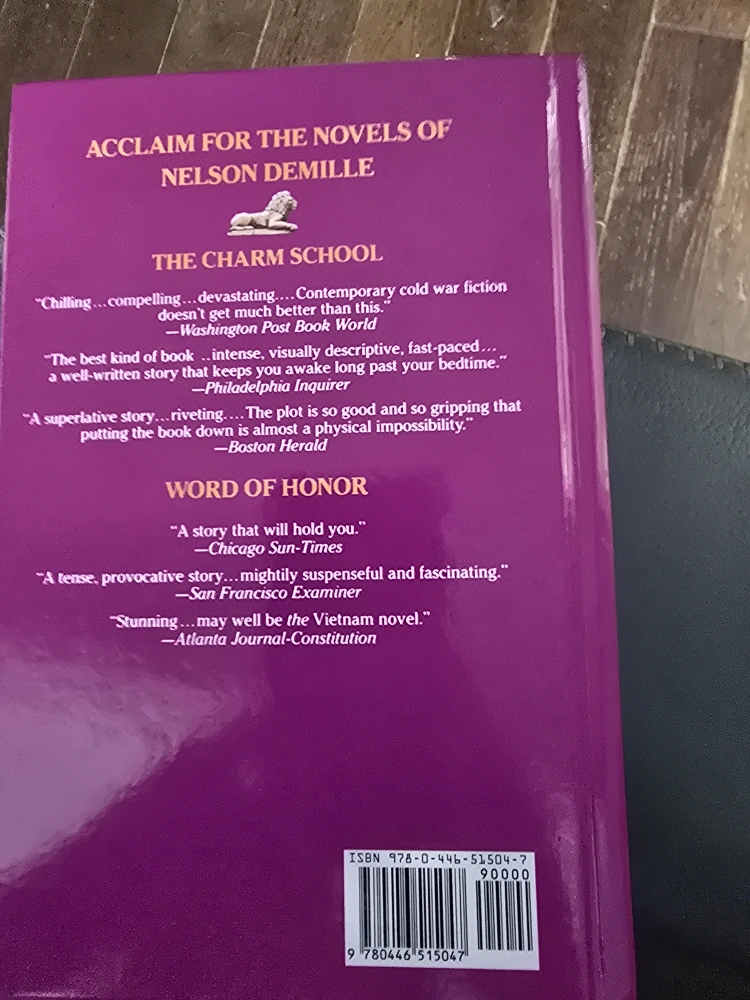 ACCLAIM FOR THE NOVELS OF
NELSON DEMILLE
THE CHARM SCHOOL
"Chilling...compelling...devastating....Contemporary cold war fiction
doesn't get much better than this."
—Washington Post Book World
"The best kind of book ...intense, visually descriptive, fast-paced...
a well-written story that keeps you awake long past your bedtime."
—Philadelphia Inquirer
"A superlative story...riveting....The plot is so good and so gripping that
putting the book down is almost a physical impossibility."
—Boston Herald
WORD OF HONOR
"A story that will hold you."
—Chicago Sun-Times
"A tense, provocative story...mightily suspenseful and fascinating."
—San Francisco Examiner
"Stunning...may well be the Vietnam novel."
—Atlanta Journal-Constitution
ISBN 978-0-446-51504-7
90000
9 780446 515047